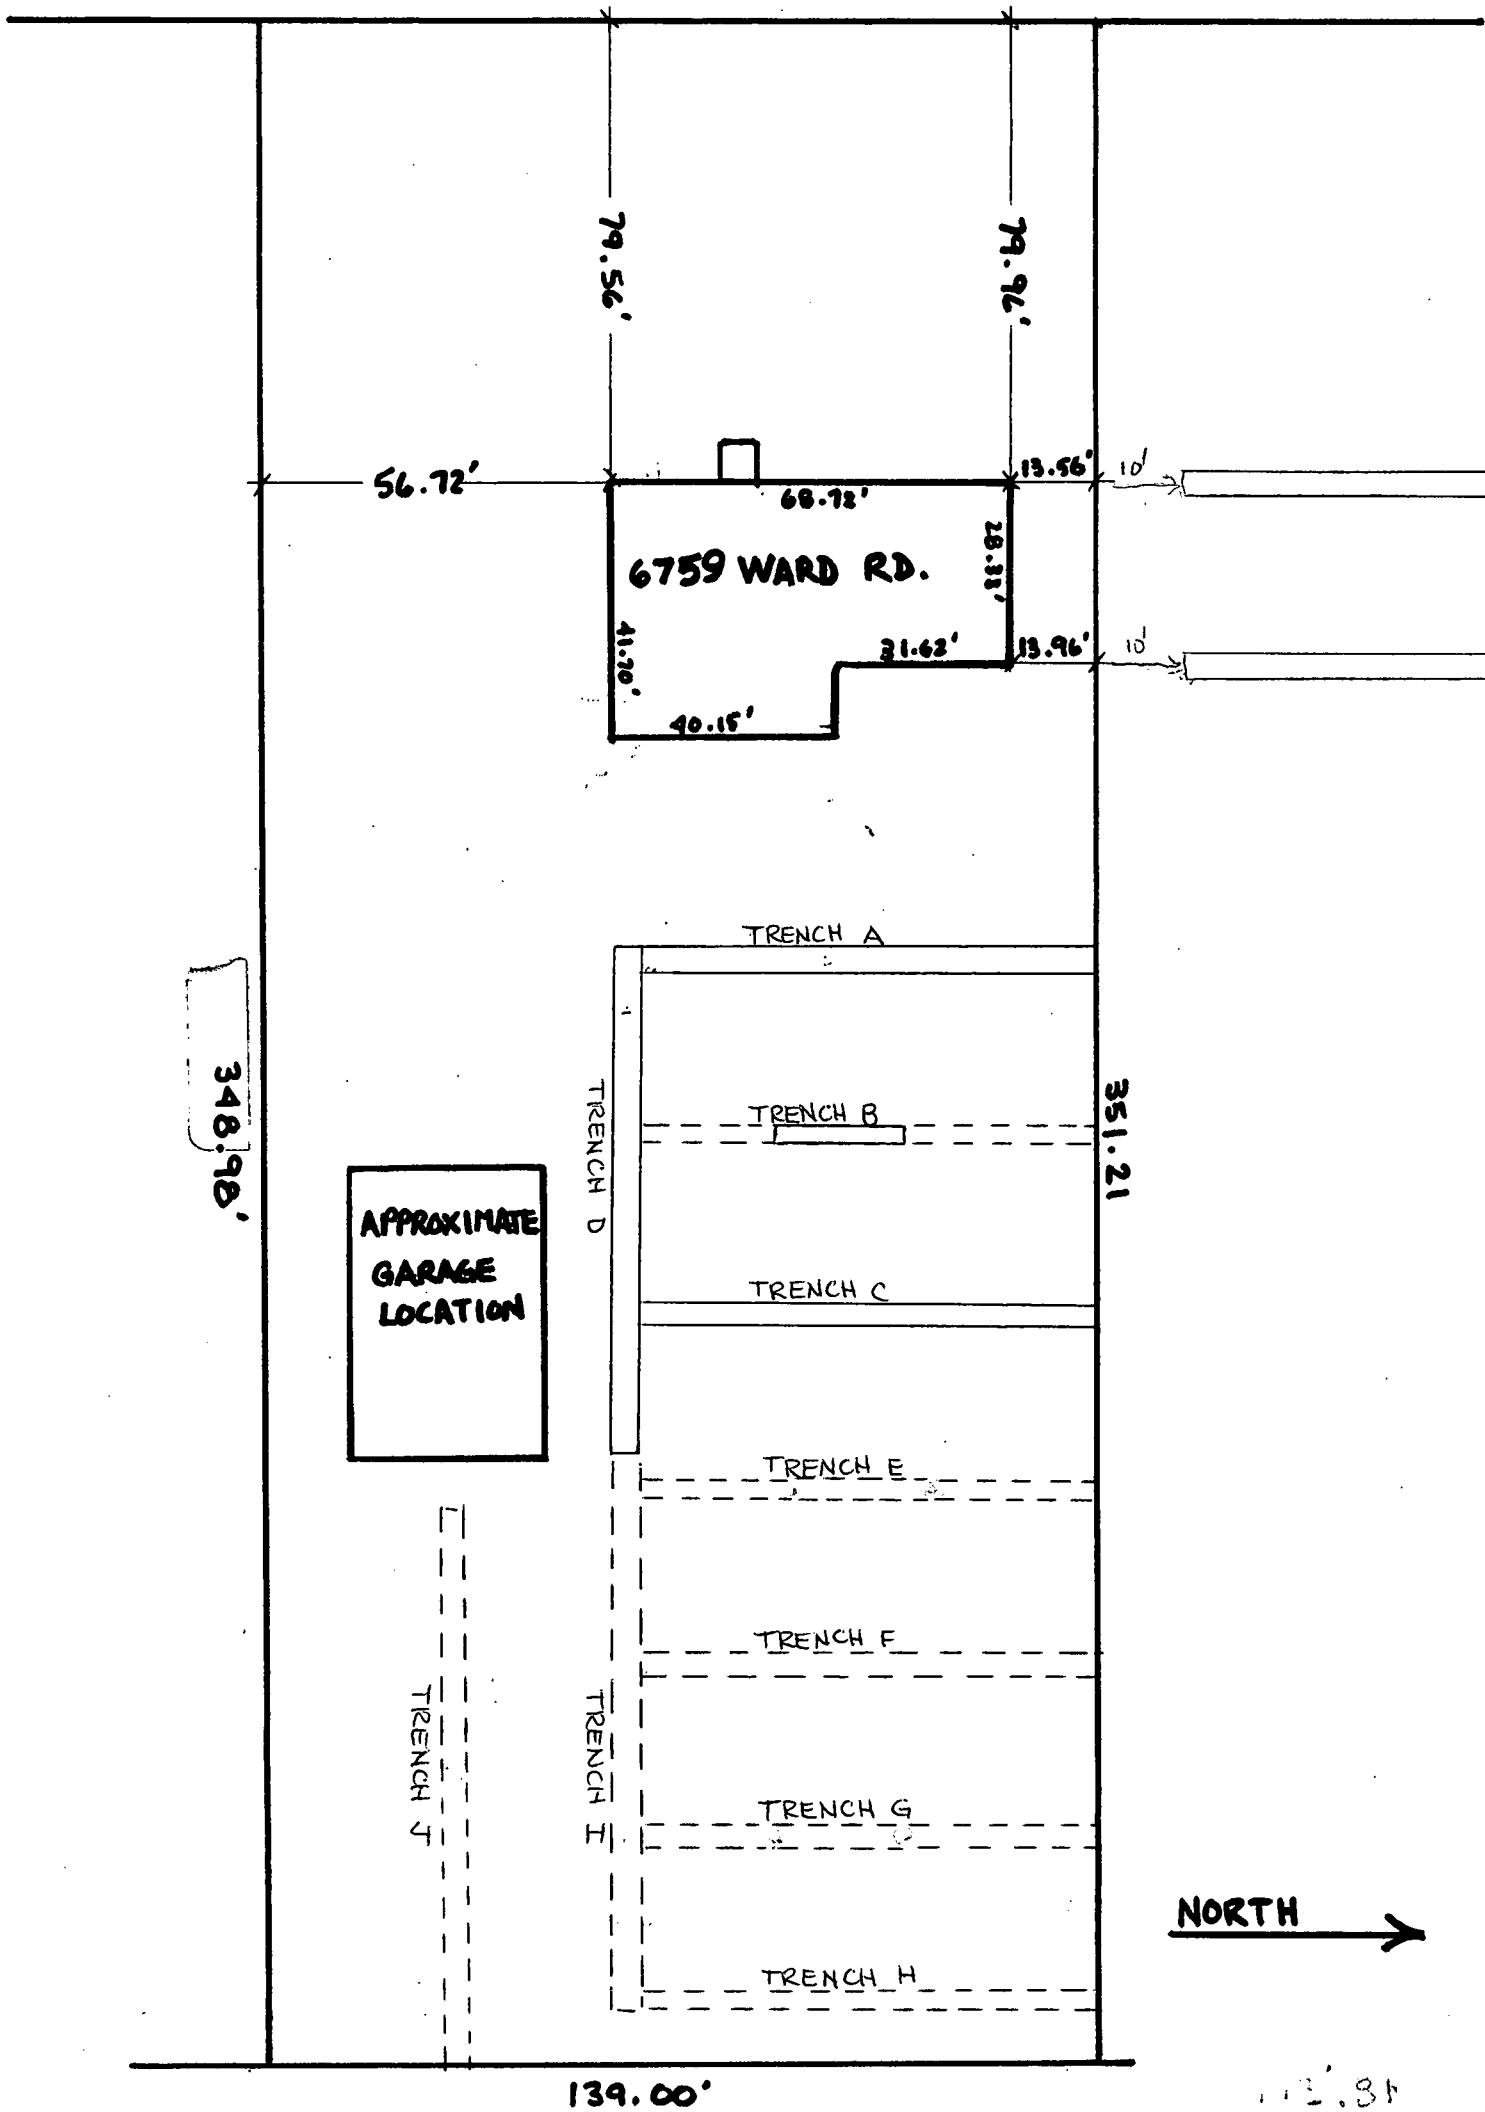 79.56'
79.96'
56.72'
13.56'
10'
68.72'
6759 WARD RD.
28.33'
41.70'
31.62'
13.96'
10'
40.15'
TRENCH A
348.98'
TRENCH D
TRENCH B
351.21
APPROXIMATE
GARAGE
LOCATION
TRENCH C
TRENCH E
TRENCH F
TRENCH J
TRENCH I
TRENCH G
NORTH
TRENCH H
139.00'